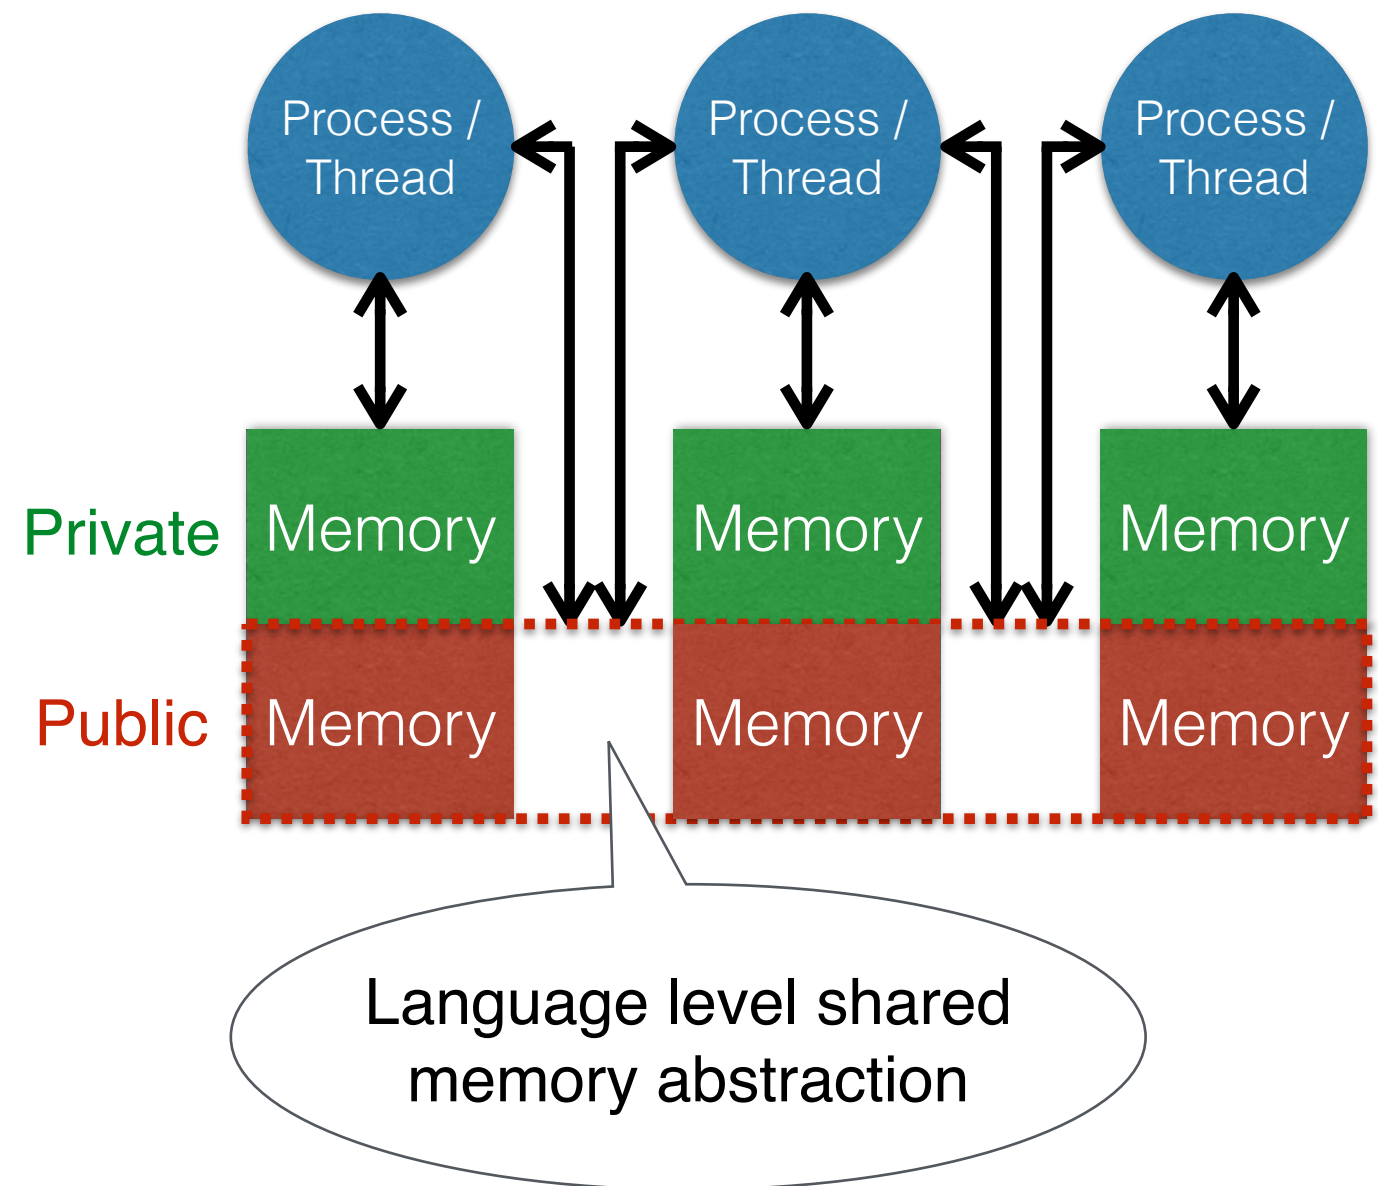 Process /
Thread
Process /
Thread
Process /
Thread
Private
Memory
Memory
Memory
Public
Memory
Memory
Memory
Language level shared
memory abstraction